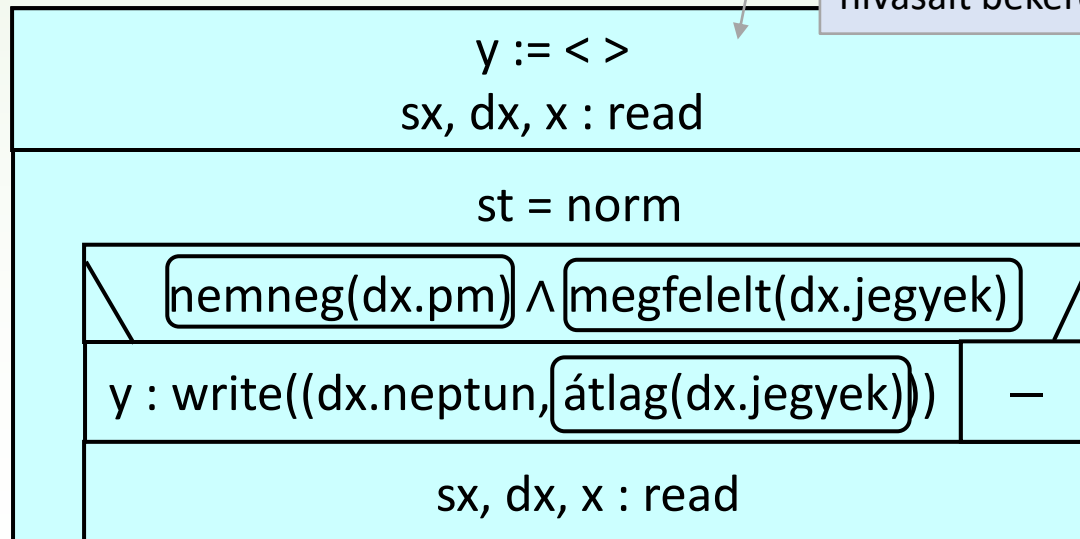 hívásait
y := < >
sx, dx, x : read
st = norm
nemneg(dx.pm) ∧ megfelelt(dx.jegyek)
y : write((dx.neptun, átlag(dx.jegyek)))
–
sx, dx, x : read